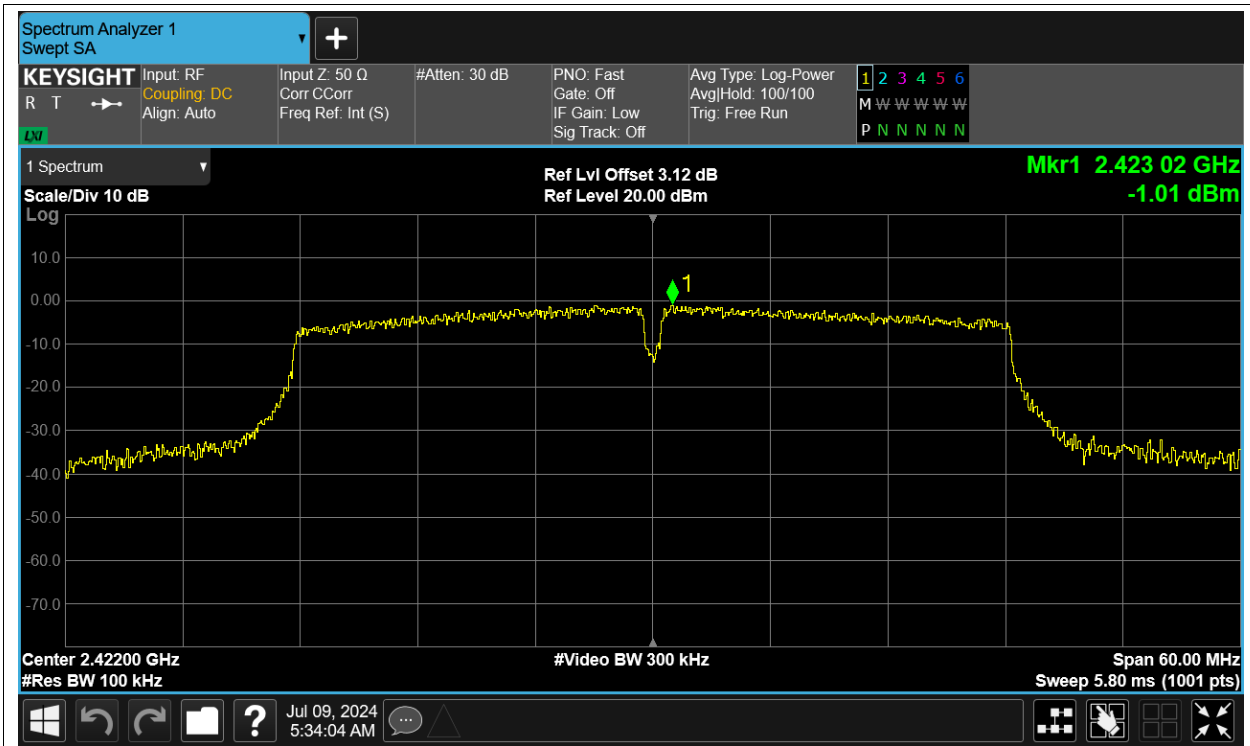 Spectrum Analyzer 1
Swept SA
KEYSIGHT
R T
LXI
Input: RF
Coupling: DC
Align: Auto
Input Z: 50 Ω
Corr CCorr
Freq Ref: Int (S)
#Atten: 30 dB
PNO: Fast
Gate: Off
IF Gain: Low
Sig Track: Off
Avg Type: Log-Power
Avg|Hold: 100/100
Trig: Free Run
1 2 3 4 5 6
M W W W W W
P N N N N N
1 Spectrum
Scale/Div 10 dB
Ref Lvl Offset 3.12 dB
Ref Level 20.00 dBm
Mkr1 2.423 02 GHz
-1.01 dBm
Log
10.0
0.00
-10.0
-20.0
-30.0
-40.0
-50.0
-60.0
-70.0
1
Center 2.42200 GHz
#Res BW 100 kHz
#Video BW 300 kHz
Span 60.00 MHz
Sweep 5.80 ms (1001 pts)
?
Jul 09, 2024
5:34:04 AM